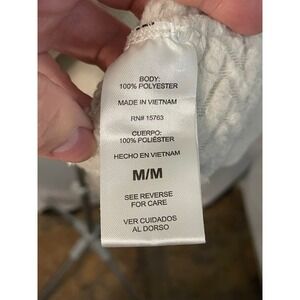 BODY:
100% POLYESTER
MADE IN VIETNAM
RN# 15763
CUERPO:
100% POLIÉSTER
HECHO EN VIETNAM
M/M
SEE REVERSE
FOR CARE
VER CUIDADOS
AL DORSO